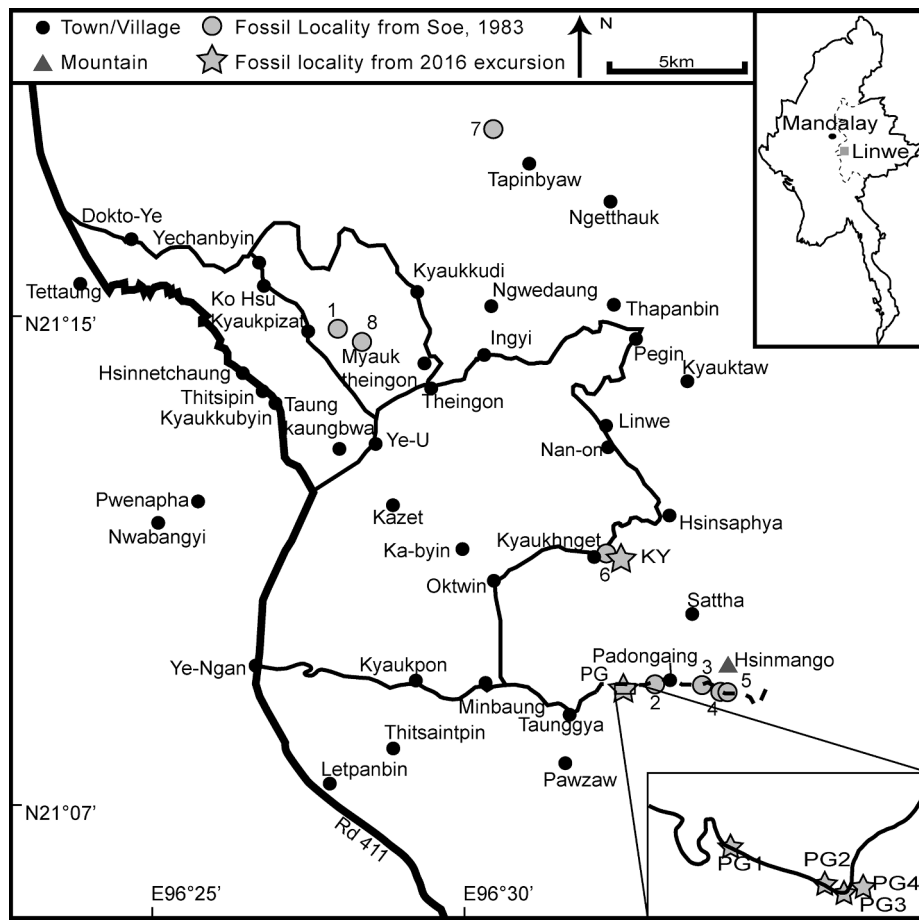 Town/Village
Fossil Locality from Soe, 1983
N
Mountain
Fossil locality from 2016 excursion
5km
Mandalay
Linwe
7
Tapinbyaw
Ngetthauk
Dokto-Ye
Yechanbyin
Kyaukkudi
Tettaung
Ko Hsu
Ngwedaung
Thapanbin
N21°15’
Kyaukpizat
1
8
Ingyi
Myauk
theingon
Pegin
Hsinnetchaung
Kyauktaw
Thitsipin
Theingon
Kyaukkubyin
Taung
kaungbwa
Linwe
Ye-U
Nan-on
Pwenapha
Nwabangyi
Kazet
Hsinsaphya
Ka-byin
Kyaukhnget
KY
6
Oktwin
Sattha
Ye-Ngan
Kyaukpon
PG
Padongaing
3
Hsinmango
5
Minbaung
2
4
Taunggya
Thitsaintpin
Letpanbin
Pawzaw
N21°07’
Rd 411
PG1
PG2
PG4
PG3
E96°25’
E96°30’